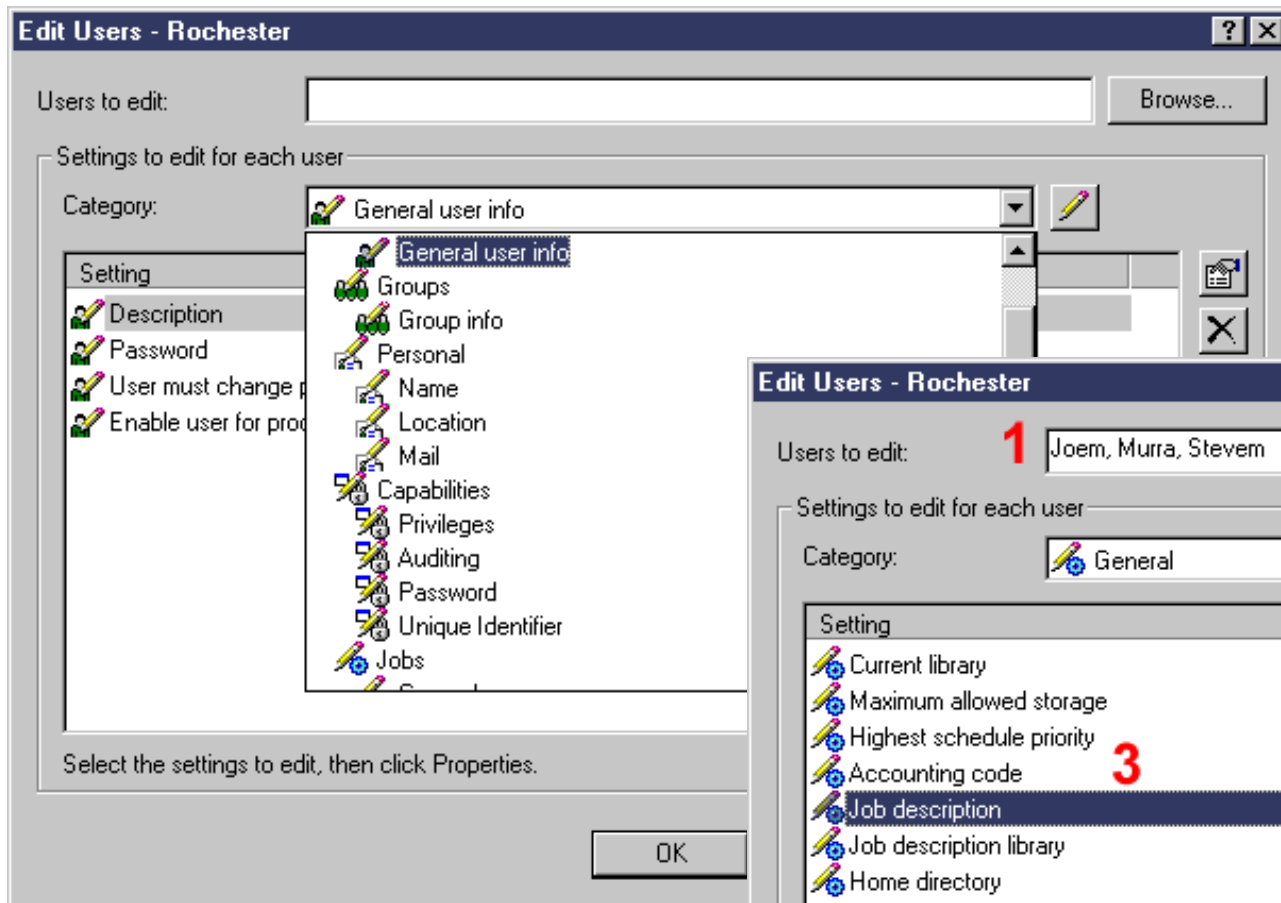 Edit Users - Rochester
Users to edit:
Browse...
Settings to edit for each user
Category:
General user info
General user info
Groups
Group info
Personal
Name
Location
Mail
Capabilities
Privileges
Auditing
Password
Unique Identifier
Jobs
Setting
Description
Password
User must change
Enable user for
Select the settings to edit, then click Properties.
OK
Edit Users - Rochester
Users to edit:
1
Joem, Murra, Stevem
Settings to edit for each user
Category:
General
Setting
Current library
Maximum allowed storage
Highest schedule priority
Accounting code
3
Job description
Job description library
Home directory